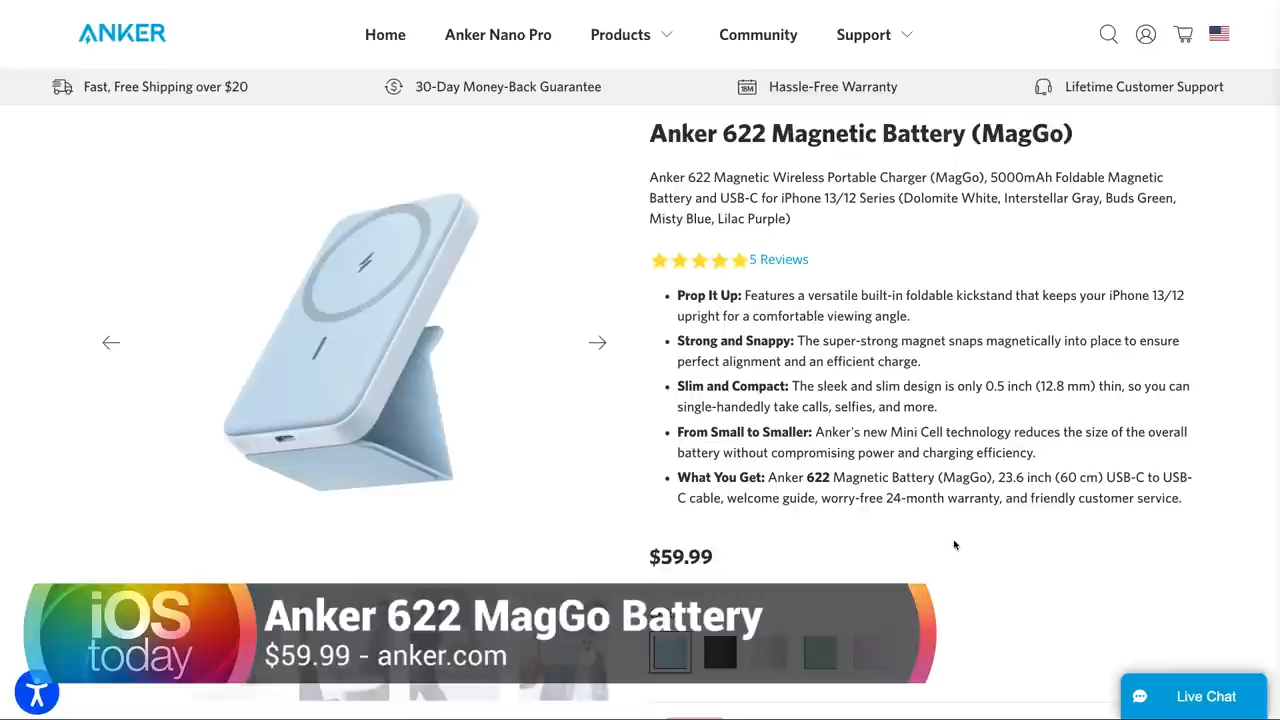 ANKER
Home
Anker Nano Pro
Products
Community
Support
Fast, Free Shipping over $20
30-Day Money-Back Guarantee
18M
Hassle-Free Warranty
Lifetime Customer Support
Anker 622 Magnetic Battery (MagGo)
Anker 622 Magnetic Wireless Portable Charger (MagGo), 5000mAh Foldable Magnetic
Battery and USB-C for iPhone 13/12 Series (Dolomite White, Interstellar Gray, Buds Green,
Misty Blue, Lilac Purple)
5 Reviews
• Prop It Up: Features a versatile built-in foldable kickstand that keeps your iPhone 13/12
upright for a comfortable viewing angle.
• Strong and Snappy: The super-strong magnet snaps magnetically into place to ensure
perfect alignment and an efficient charge.
• Slim and Compact: The sleek and slim design is only 0.5 inch (12.8 mm) thin, so you can
single-handedly take calls, selfies, and more.
• From Small to Smaller: Anker's new Mini Cell technology reduces the size of the overall
battery without compromising power and charging efficiency.
• What You Get: Anker 622 Magnetic Battery (MagGo), 23.6 inch (60 cm) USB-C to USB-
C cable, welcome guide, worry-free 24-month warranty, and friendly customer service.
$59.99
iOS
today
Anker 622 MagGo Battery
$59.99 - anker.com
Live Chat